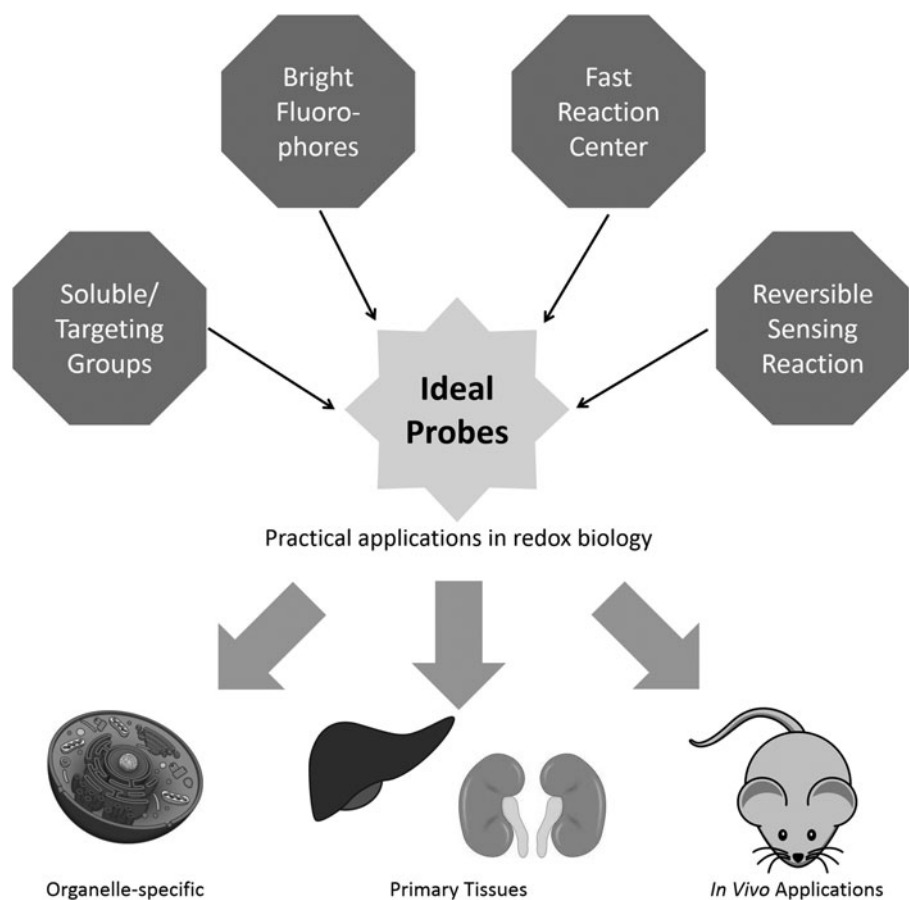 Bright
Fluoro-
phores
Fast
Reaction
Center
Soluble/
Targeting
Groups
Reversible
Sensing
Reaction
Ideal
Probes
Practical applications in redox biology
Organelle-specific
Primary Tissues
In Vivo Applications